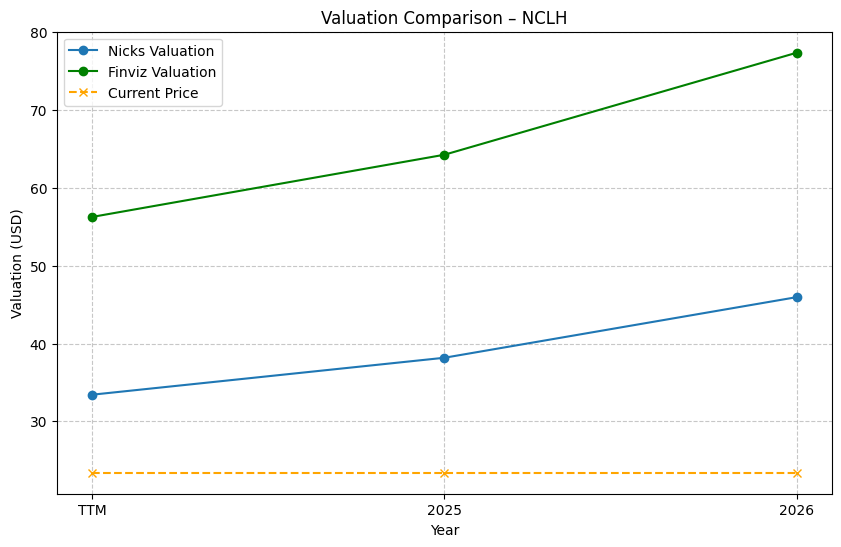 Valuation Comparison – NCLH
Nicks Valuation
Finviz Valuation
Current Price
Valuation (USD)
80
70
60
50
40
30
TTM
2025
2026
Year